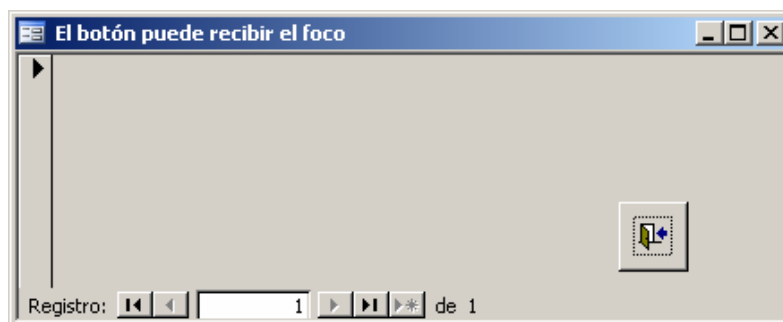 El botón puede recibir el foco
Registro: 1 de 1